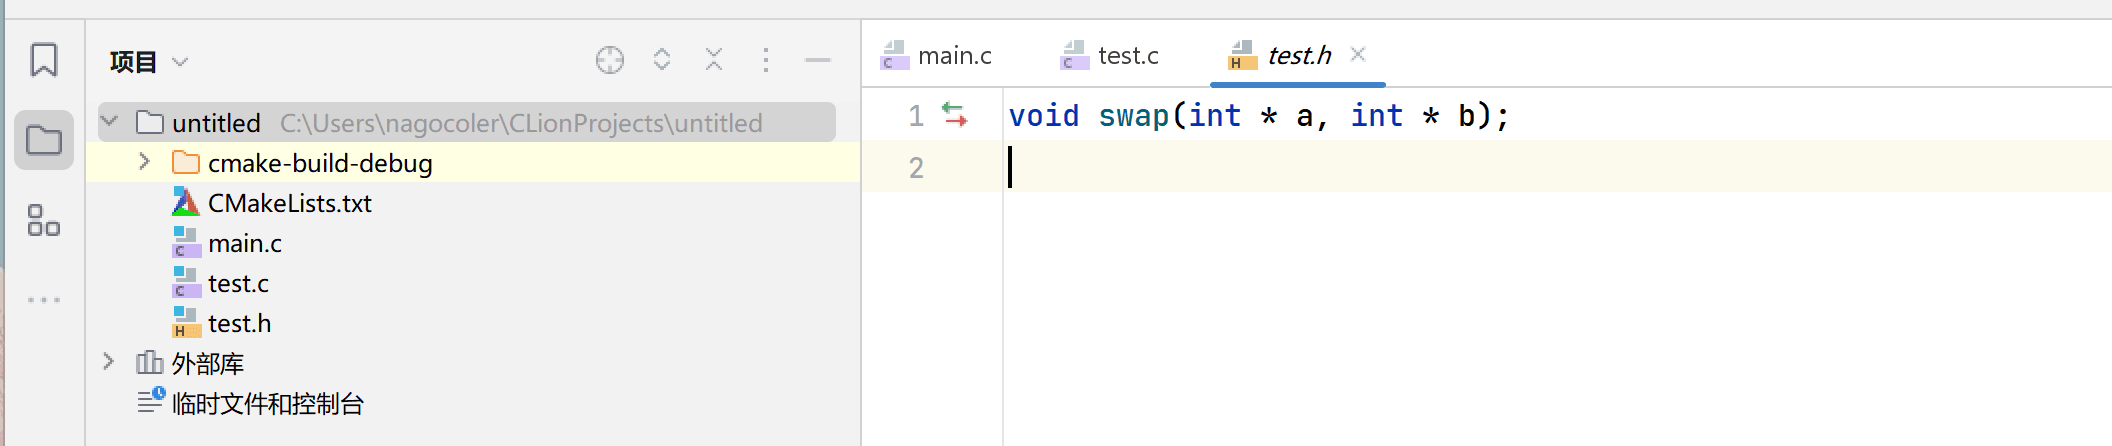 项目
untitled C:\Users\nagocoler\CLionProjects\untitled
cmake-build-debug
CMakeLists.txt
main.c
test.c
test.h
外部库
临时文件和控制台
main.c test.c test.h
1 void swap(int * a, int * b);
2